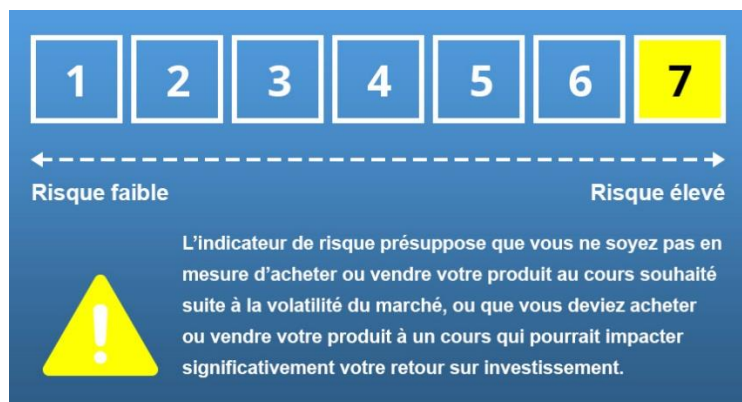 1 2 3 4 5 6 7
Risque faible Risque élevé
L'indicateur de risque présuppose que vous ne soyez pas en
mesure d'acheter ou vendre votre produit au cours souhaité
suite à la volatilité du marché, ou que vous deviez acheter
ou vendre votre produit à un cours qui pourrait impacter
significativement votre retour sur investissement.